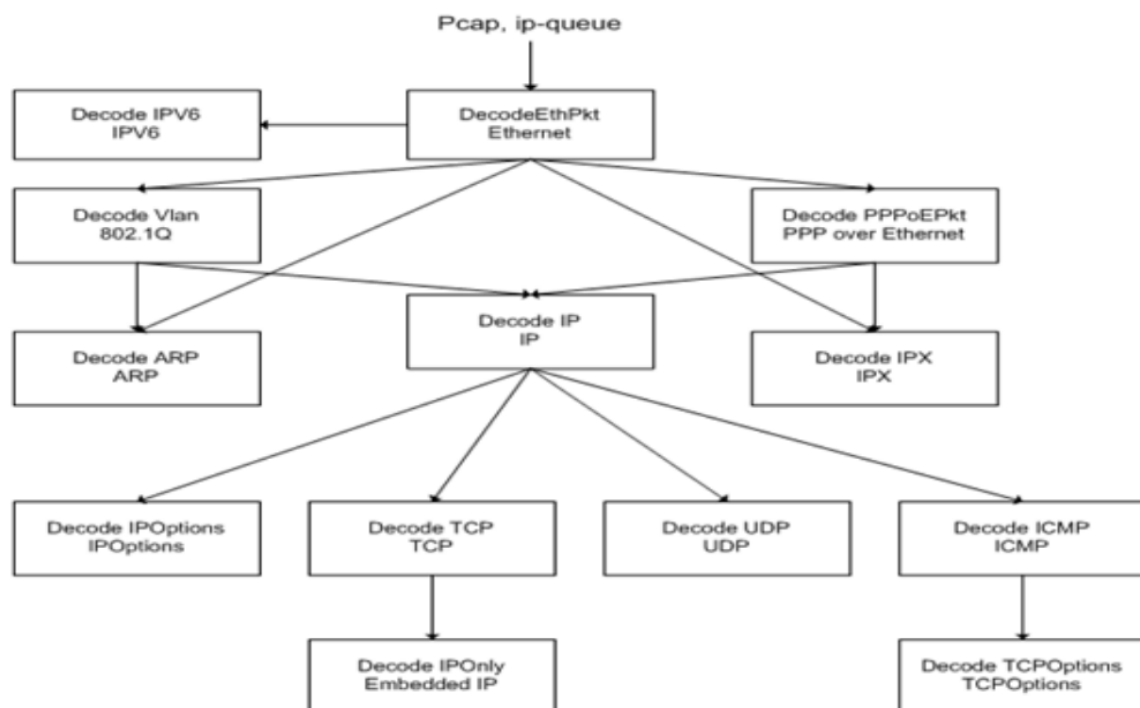 Pcap, ip-queue
Decode IPV6
IPV6
DecodeEthPkt
Ethernet
Decode Vlan
802.1Q
Decode PPPoEPkt
PPP over Ethernet
Decode IP
IP
Decode ARP
ARP
Decode IPX
IPX
Decode IPOptions
IPOptions
Decode TCP
TCP
Decode UDP
UDP
Decode ICMP
ICMP
Decode IPOnly
Embedded IP
Decode TCPOptions
TCPOptions